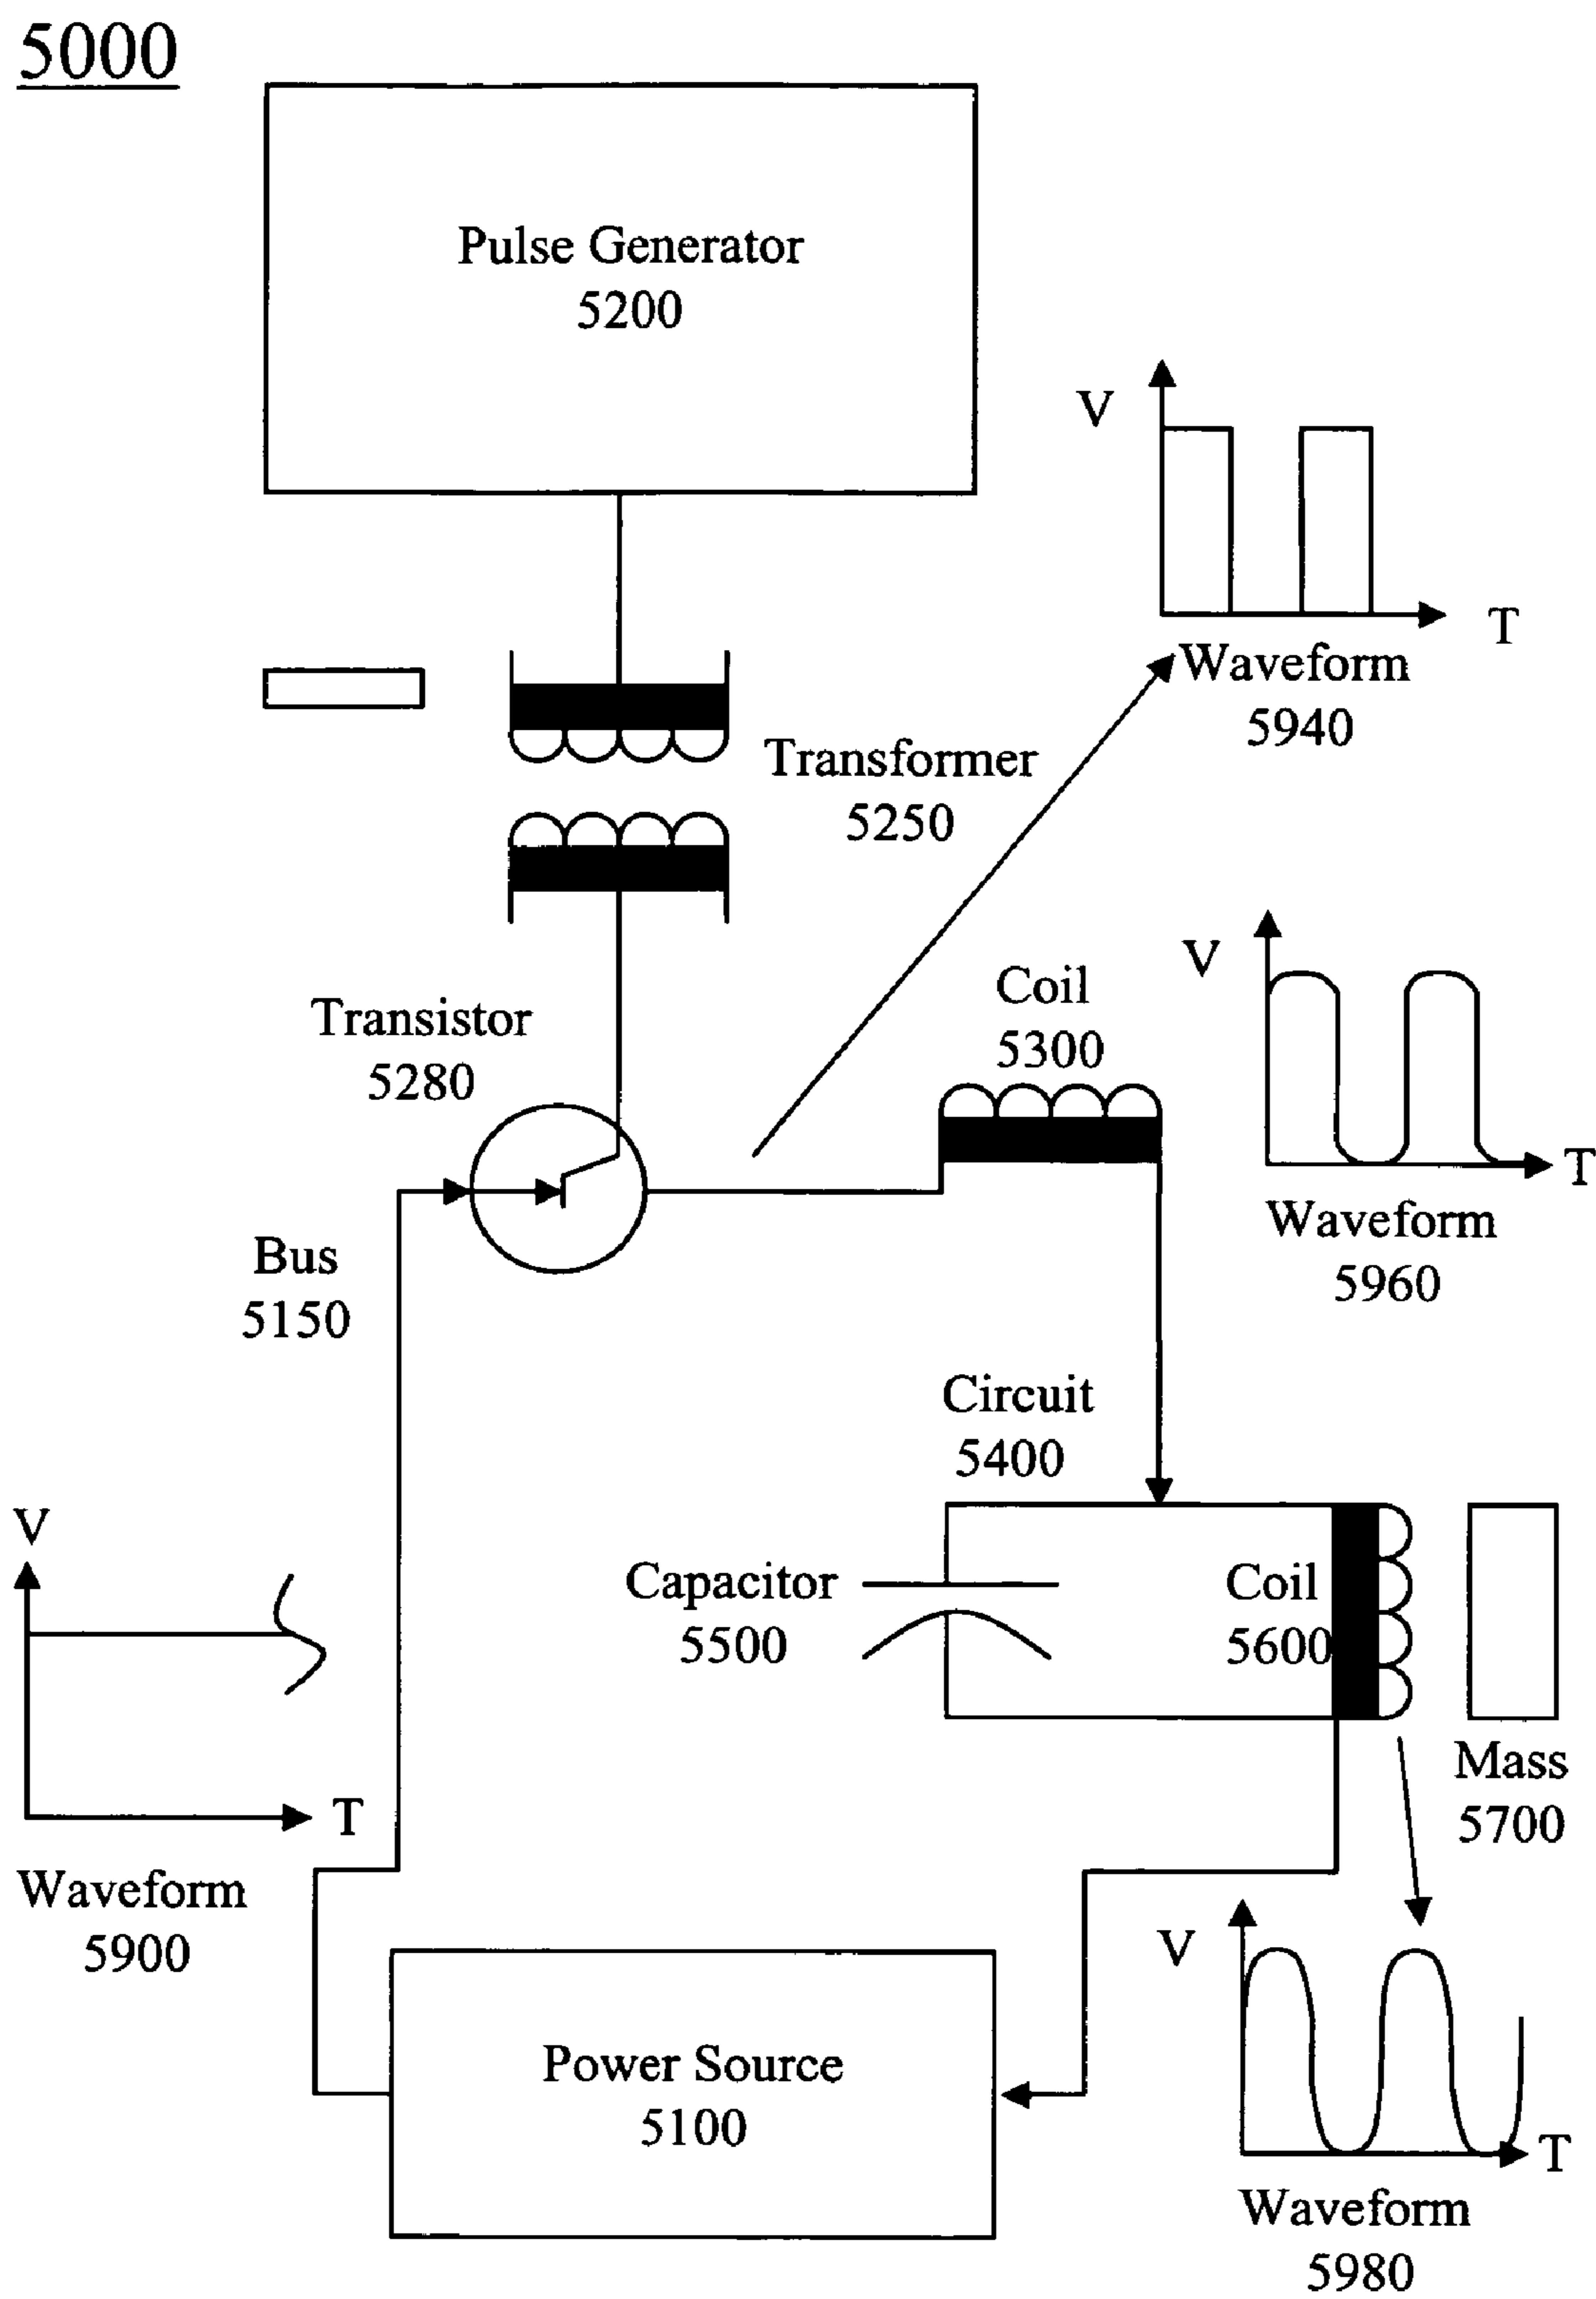 5000
Pulse Generator
5200
V
T
Waveform
5940
Transformer
5250
V
Coil
5300
Transistor
5280
T
Waveform
5960
Bus
5150
Circuit
5400
V
Capacitor
5500
Coil
5600
Mass
5700
T
Waveform
5900
V
Power Source
5100
T
Waveform
5980